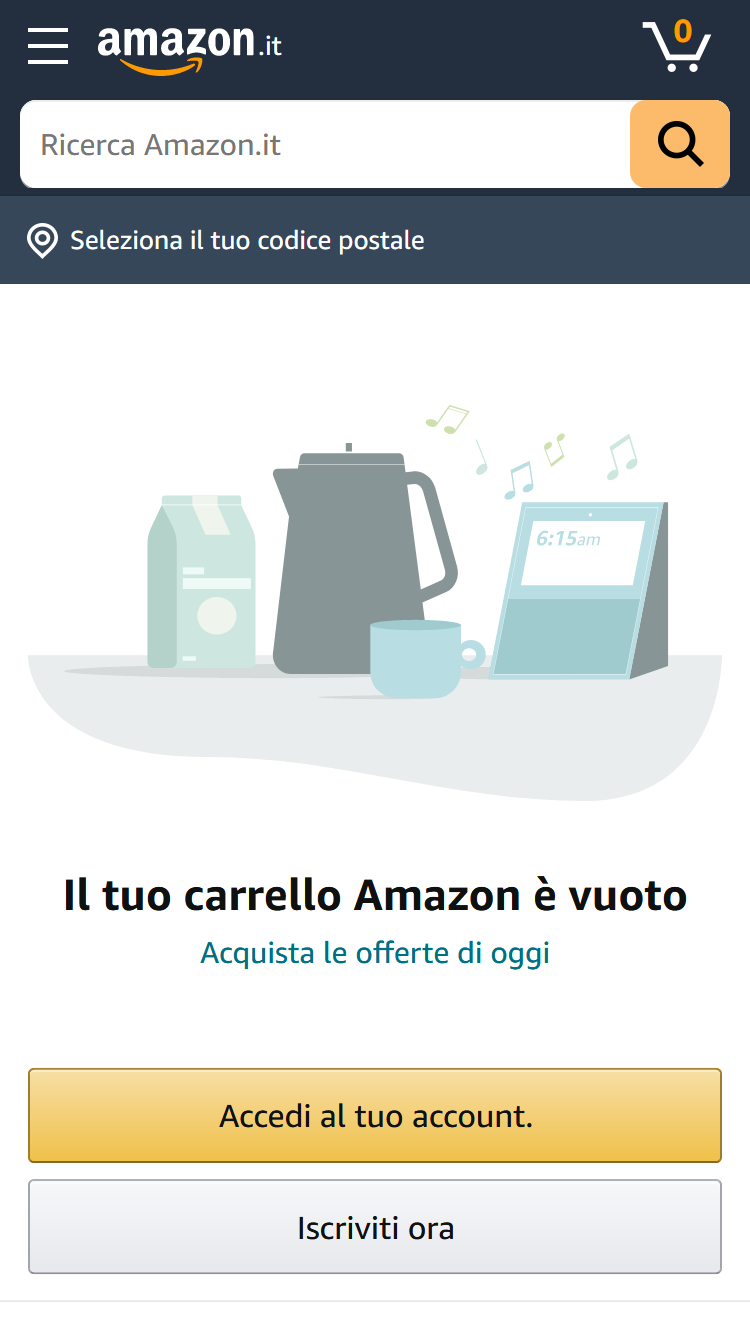 amazon.it
0
Ricerca Amazon.it
Seleziona il tuo codice postale
6:15am
Il tuo carrello Amazon è vuoto
Acquista le offerte di oggi
Accedi al tuo account.
Iscriviti ora